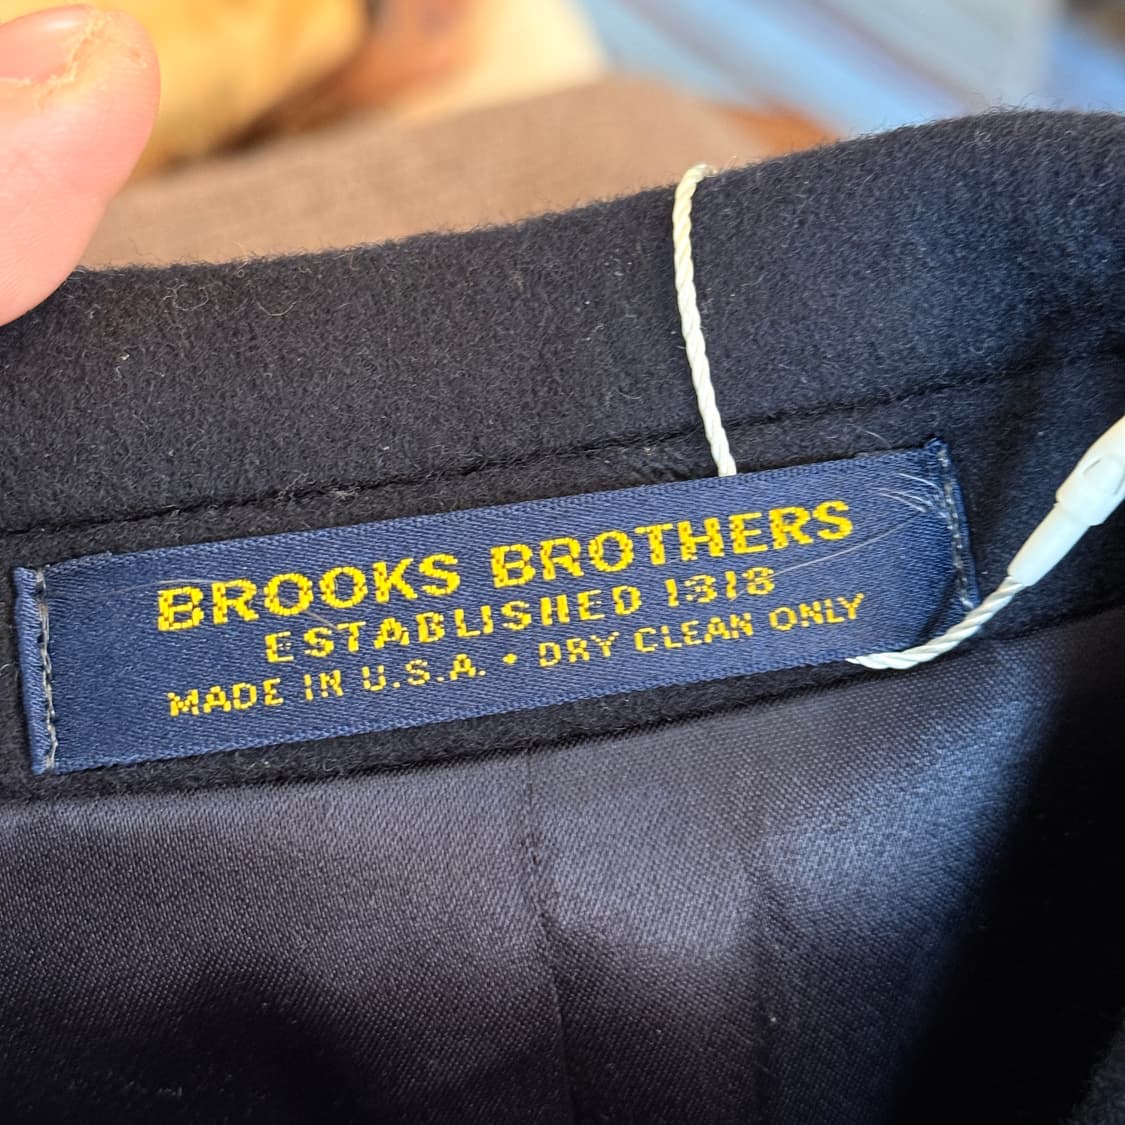 BROOKS BROTHERS
ESTABLISHED 1818
MADE IN U.S.A. • DRY CLEAN ONLY